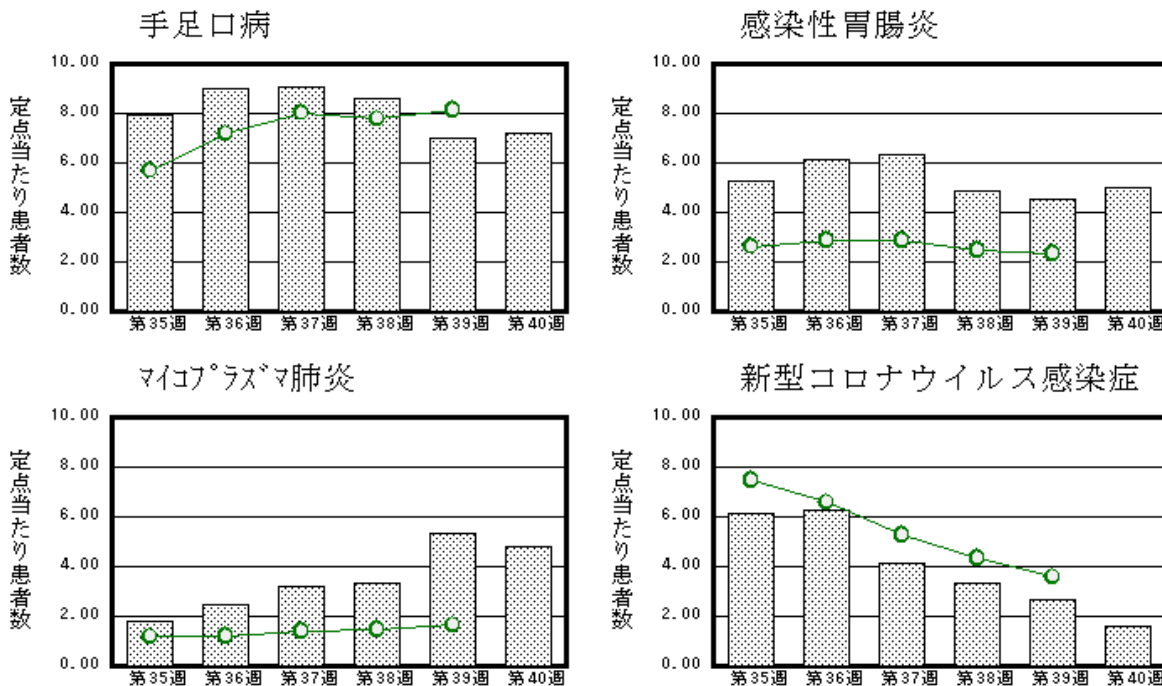 手足口病
定点当たり患者数
10.00
8.00
6.00
4.00
2.00
0.00
第35週 第36週 第37週 第38週 第39週 第40週
感染性胃腸炎
定点当たり患者数
10.00
8.00
6.00
4.00
2.00
0.00
第35週 第36週 第37週 第38週 第39週 第40週
ﾏｲｺﾌﾟﾗｽﾞﾏ肺炎
定点当たり患者数
10.00
8.00
6.00
4.00
2.00
0.00
第35週 第36週 第37週 第38週 第39週 第40週
新型コロナウイルス感染症
定点当たり患者数
10.00
8.00
6.00
4.00
2.00
0.00
第35週 第36週 第37週 第38週 第39週 第40週